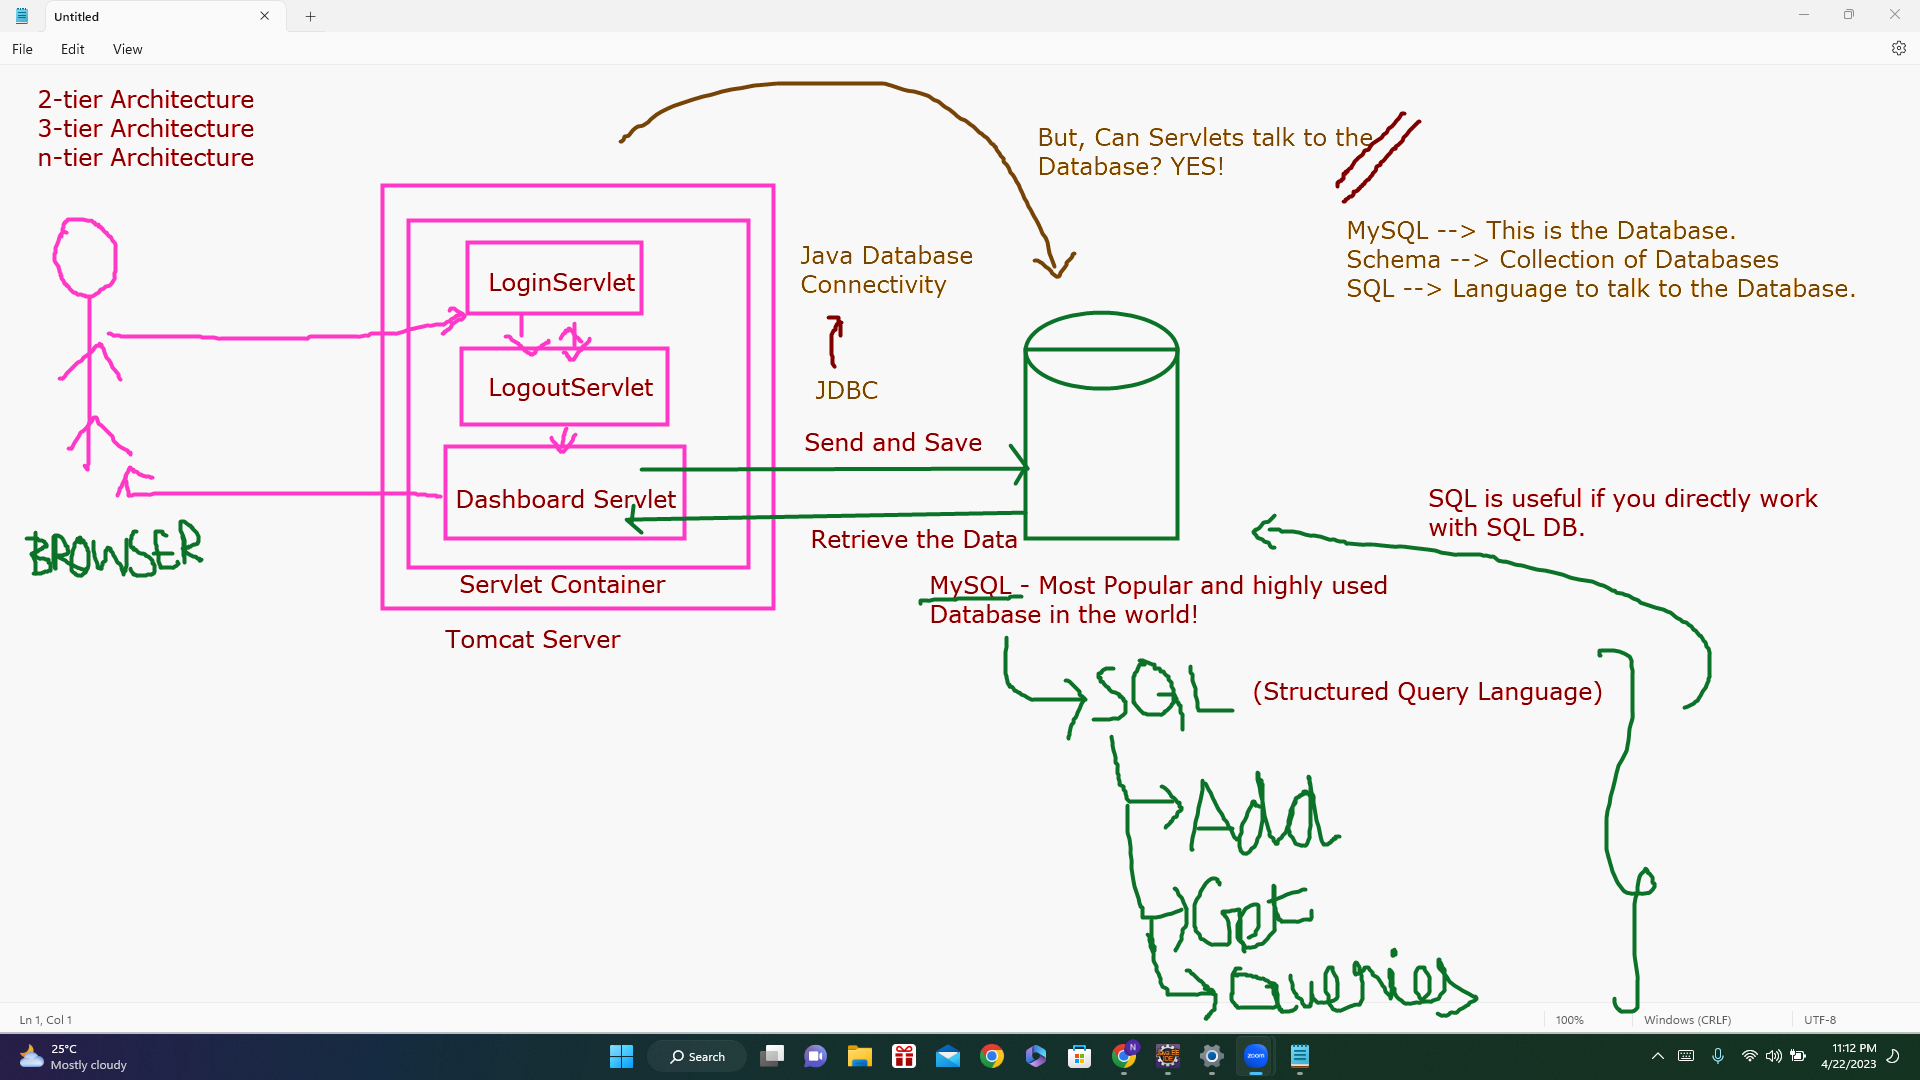 Untitled
File Edit View
2-tier Architecture
3-tier Architecture
n-tier Architecture
But, Can Servlets talk to the
Database? YES!
MySQL --> This is the Database.
Schema --> Collection of Databases
SQL --> Language to talk to the Database.
LoginServlet
LogoutServlet
Dashboard Servlet
Servlet Container
Tomcat Server
BROWSER
Java Database
Connectivity
JDBC
Send and Save
Retrieve the Data
SQL is useful if you directly work
with SQL DB.
MySQL - Most Popular and highly used
Database in the world!
SQL (Structured Query Language)
Add
Get
Queries
Ln 1, Col 1 100% Windows (CRLF) UTF-8
25°C
Mostly cloudy
Search
zoom
N
11:12 PM
4/22/2023